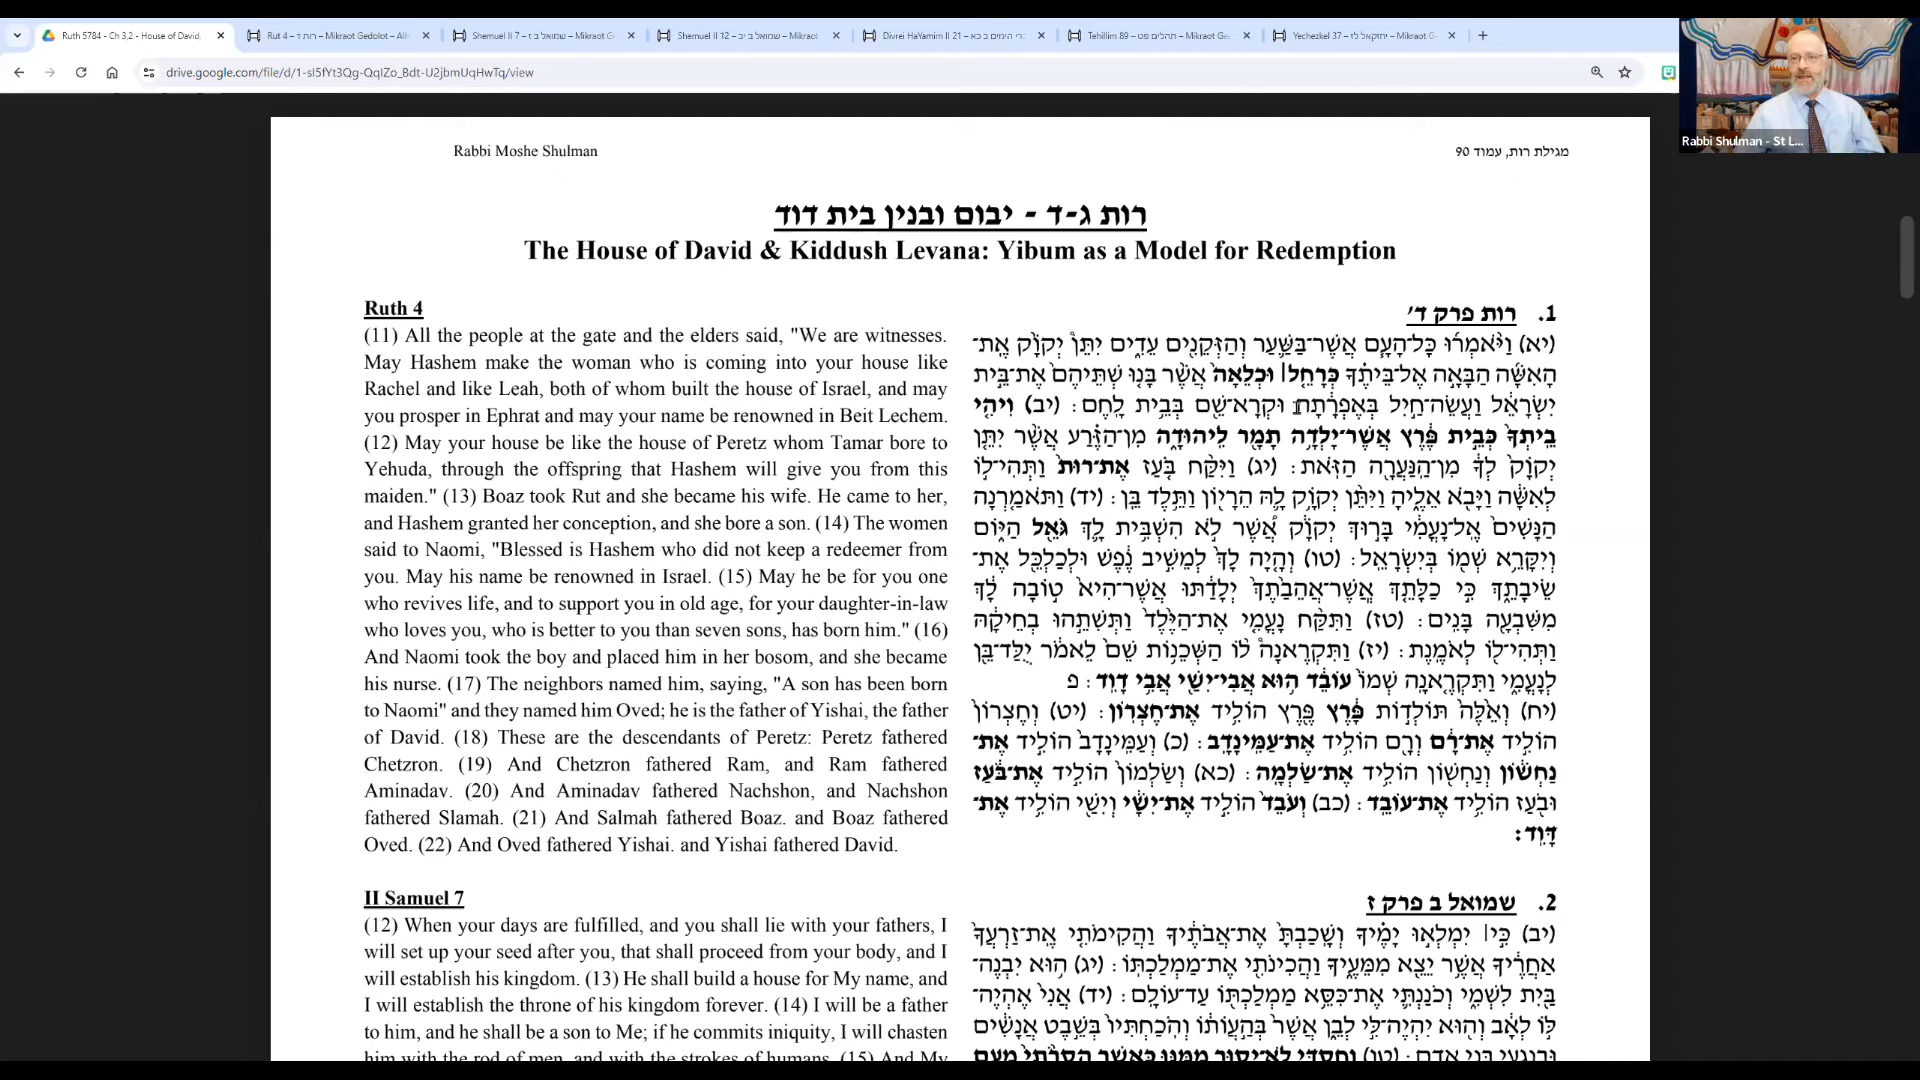 Ruth 5784 - Ch 3,2 - House of David,
Rut 4 – רות ד – Mikraot Gedolot – AlH
Shemuel II 7 – שמואל ב ז – Mikraot G
Shemuel II 12 – שמואל ב יב – Mikraot
Divrei HaYamim II 21 –
Tehillim 89 – תהלים פט – Mikraot Ge
Yechezkel 37 – יחזקאל לז – Mikraot G
drive.google.com/file/d/1-sI5fYt3Qg-QqIZo_8dt-U2jbmUqHwTq/view
Rabbi Shulman - St L...
Rabbi Moshe Shulman
מגילת רות, עמוד 90
רות ג-ד - יבום ובנין בית דוד
The House of David & Kiddush Levana: Yibum as a Model for Redemption
Ruth 4
(11) All the people at the gate and the elders said, "We are witnesses.
May Hashem make the woman who is coming into your house like
Rachel and like Leah, both of whom built the house of Israel, and may
you prosper in Ephrat and may your name be renowned in Beit Lechem.
(12) May your house be like the house of Peretz whom Tamar bore to
Yehuda, through the offspring that Hashem will give you from this
maiden." (13) Boaz took Rut and she became his wife. He came to her,
and Hashem granted her conception, and she bore a son. (14) The women
said to Naomi, "Blessed is Hashem who did not keep a redeemer from
you. May his name be renowned in Israel. (15) May he be for you one
who revives life, and to support you in old age, for your daughter-in-law
who loves you, who is better to you than seven sons, has born him." (16)
And Naomi took the boy and placed him in her bosom, and she became
his nurse. (17) The neighbors named him, saying, "A son has been born
to Naomi" and they named him Oved; he is the father of Yishai, the father
of David. (18) These are the descendants of Peretz: Peretz fathered
Chetzron. (19) And Chetzron fathered Ram, and Ram fathered
Aminadav. (20) And Aminadav fathered Nachshon, and Nachshon
fathered Slamah. (21) And Salmah fathered Boaz. and Boaz fathered
Oved. (22) And Oved fathered Yishai. and Yishai fathered David.
1. רות פרק ד'
(יא) וַיֹּאמְר֨וּ כׇּל־הָעָ֧ם אֲשֶׁר־בַּשַּׁ֛עַר וְהַזְּקֵנִ֖ים עֵדִ֑ים יִתֵּן֩ יְקֹוָ֨ק אֶֽת־
הָאִשָּׁ֜ה הַבָּאָ֣ה אֶל־בֵּיתֶ֗ךָ כְּרָחֵ֤ל׀ וּכְלֵאָה֙ אֲשֶׁ֨ר בָּנ֤וּ שְׁתֵּיהֶם֙ אֶת־בֵּ֣ית
יִשְׂרָאֵ֔ל וַעֲשֵׂה־חַ֣יִל בְּאֶפְרָ֔תָה וּקְרָא־שֵׁ֖ם בְּבֵ֥ית לָֽחֶם: (יב) וִיהִ֤י
בֵֽיתְךָ֙ כְּבֵ֣ית פֶּ֔רֶץ אֲשֶׁר־יָלְדָ֥ה תָמָ֖ר לִֽיהוּדָ֑ה מִן־הַזֶּ֗רַע אֲשֶׁ֨ר יִתֵּ֤ן
יְקֹוָק֙ לְךָ֔ מִן־הַֽנַּעֲרָ֖ה הַזֹּֽאת: (יג) וַיִּקַּ֨ח בֹּ֤עַז אֶת־רוּת֙ וַתְּהִי־ל֣וֹ
לְאִשָּׁ֔ה וַיָּבֹ֖א אֵלֶ֑יהָ וַיִּתֵּ֨ן יְקֹוָ֥ק לָ֛הּ הֵרָי֖וֹן וַתֵּ֥לֶד בֵּֽן: (יד) וַתֹּאמַ֤רְנָה
הַנָּשִׁים֙ אֶֽל־נָעֳמִ֔י בָּר֣וּךְ יְקֹוָ֔ק אֲ֠שֶׁר לֹ֣א הִשְׁבִּ֥ית לָ֛ךְ גֹּאֵ֖ל הַיּ֑וֹם
וְיִקָּרֵ֥א שְׁמ֖וֹ בְּיִשְׂרָאֵֽל: (טו) וְהָ֤יָה לָךְ֙ לְמֵשִׁ֣יב נֶ֔פֶשׁ וּלְכַלְכֵּ֖ל אֶת־
שֵׂיבָתֵ֑ךְ כִּ֣י כַלָּתֵ֤ךְ אֲשֶׁר־אֲהֵבַ֙תֶךְ֙ יְלָדַ֔תּוּ אֲשֶׁר־הִיא֙ ט֣וֹבָה לָ֔ךְ
מִשִּׁבְעָ֖ה בָּנִֽים: (טז) וַתִּקַּ֨ח נָעֳמִ֤י אֶת־הַיֶּ֙לֶד֙ וַתְּשִׁתֵ֣הוּ בְחֵיקָ֔הּ
וַתְּהִי־ל֖וֹ לְאֹמֶֽנֶת: (יז) וַתִּקְרֶאנָה֩ ל֨וֹ הַשְּׁכֵנ֥וֹת שֵׁם֙ לֵאמֹ֔ר יֻלַּד־בֵּ֖ן
לְנָעֳמִ֑י וַתִּקְרֶ֤אנָֽה שְׁמוֹ֙ עוֹבֵ֔ד ה֥וּא אֲבִי־יִשַׁ֖י אֲבִ֥י דָוִֽד: פ
(יח) וְאֵ֙לֶּה֙ תּוֹלְד֣וֹת פָּ֔רֶץ פֶּ֖רֶץ הוֹלִ֥יד אֶת־חֶצְרֽוֹן: (יט) וְחֶצְרוֹן֙
הוֹלִ֣יד אֶת־רָ֔ם וְרָ֖ם הוֹלִ֥יד אֶת־עַמִּֽינָדָֽב: (כ) וְעַמִּֽינָדָב֙ הוֹלִ֣יד אֶת־
נַחְשׁ֔וֹן וְנַחְשׁ֖וֹן הוֹלִ֥יד אֶת־שַׂלְמָֽה: (כא) וְשַׂלְמוֹן֙ הוֹלִ֣יד אֶת־בֹּ֔עַז
וּבֹ֖עַז הוֹלִ֥יד אֶת־עוֹבֵֽד: (כב) וְעֹבֵד֙ הוֹלִ֣יד אֶת־יִשָׁ֔י וְיִשַׁ֖י הוֹלִ֥יד אֶת־
דָּוִֽד:
II Samuel 7
(12) When your days are fulfilled, and you shall lie with your fathers, I
will set up your seed after you, that shall proceed from your body, and I
will establish his kingdom. (13) He shall build a house for My name, and
I will establish the throne of his kingdom forever. (14) I will be a father
to him, and he shall be a son to Me; if he commits iniquity, I will chasten
him with the rod of men, and with the strokes of humans. (15) And My
2. שמואל ב פרק ז
(יב) כִּ֣י׀ יִמְלְא֣וּ יָמֶ֗יךָ וְשָֽׁכַבְתָּ֙ אֶת־אֲבֹתֶ֔יךָ וַהֲקִימֹתִ֤י אֶֽת־זַרְעֲךָ֙
אַחֲרֶ֔יךָ אֲשֶׁ֥ר יֵצֵ֖א מִמֵּעֶ֑יךָ וַהֲכִינֹתִ֖י אֶת־מַמְלַכְתּֽוֹ: (יג) ה֥וּא יִבְנֶה־
בַּ֖יִת לִשְׁמִ֑י וְכֹנַנְתִּ֛י אֶת־כִּסֵּ֥א מַמְלַכְתּ֖וֹ עַד־עוֹלָֽם: (יד) אֲנִי֙ אֶהְיֶה־
לּ֣וֹ לְאָ֔ב וְה֖וּא יִהְיֶה־לִּ֣י לְבֵ֑ן אֲשֶׁר֙ בְּהַ֣עֲוֺת֔וֹ וְהֹֽכַחְתִּיו֙ בְּשֵׁ֣בֶט אֲנָשִׁ֔ים
וּבְנִגְעֵ֖י בְּנֵ֥י אָדָֽם: (טו) וְחַסְדִּ֖י לֹא־יָס֣וּר מִמֶּ֑נּוּ כַּאֲשֶׁ֤ר הֲסִרֹ֙תִי֙ מֵעִ֣ם